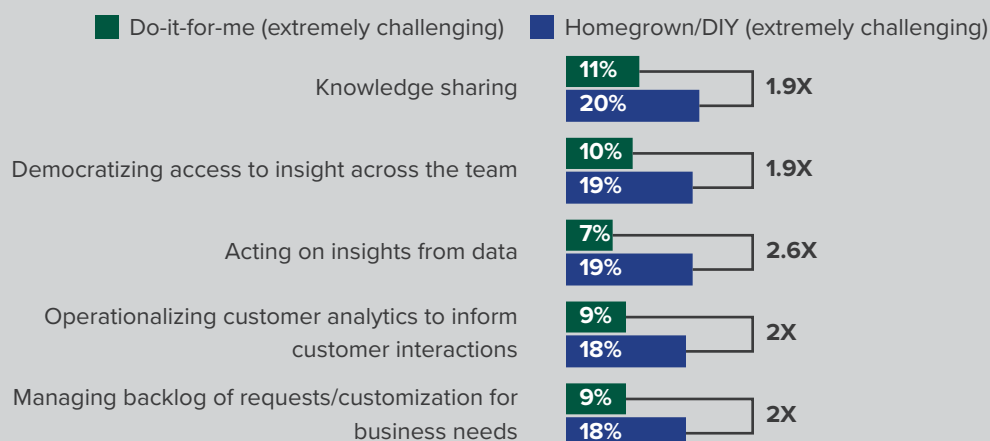 Do-it-for-me (extremely challenging) Homegrown/DIY (extremely challenging)
Knowledge sharing
11%
20%
1.9X
Democratizing access to insight across the team
10%
19%
1.9X
Acting on insights from data
7%
19%
2.6X
Operationalizing customer analytics to inform
customer interactions
9%
18%
2X
Managing backlog of requests/customization for
business needs
9%
18%
2X